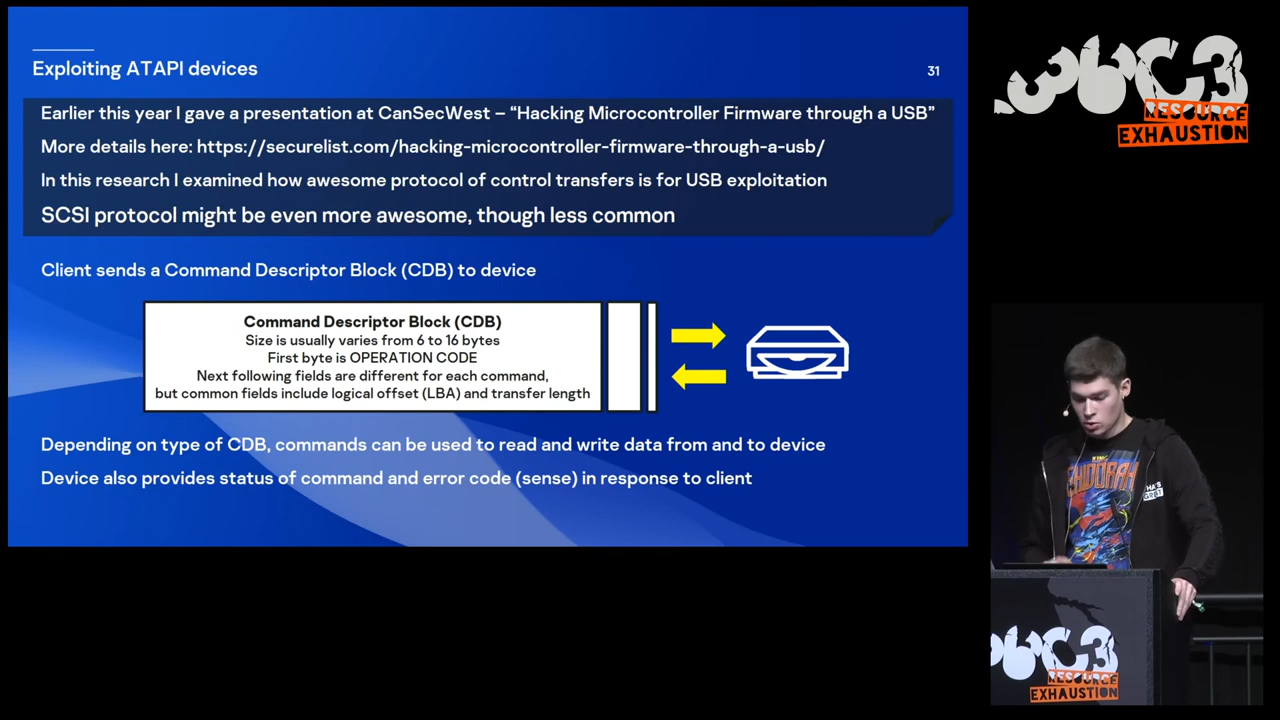 Exploiting ATAPI devices
31
Earlier this year I gave a presentation at CanSecWest – “Hacking Microcontroller Firmware through a USB”
More details here: https://securelist.com/hacking-microcontroller-firmware-through-a-usb/
In this research I examined how awesome protocol of control transfers is for USB exploitation
SCSI protocol might be even more awesome, though less common
Client sends a Command Descriptor Block (CDB) to device
Command Descriptor Block (CDB)
Size is usually varies from 6 to 16 bytes
First byte is OPERATION CODE
Next following fields are different for each command,
but common fields include logical offset (LBA) and transfer length
Depending on type of CDB, commands can be used to read and write data from and to device
Device also provides status of command and error code (sense) in response to client
36C3
RESOURCE
EXHAUSTION
KING
GHIDORAH
36C3
RESOURCE
EXHAUSTION